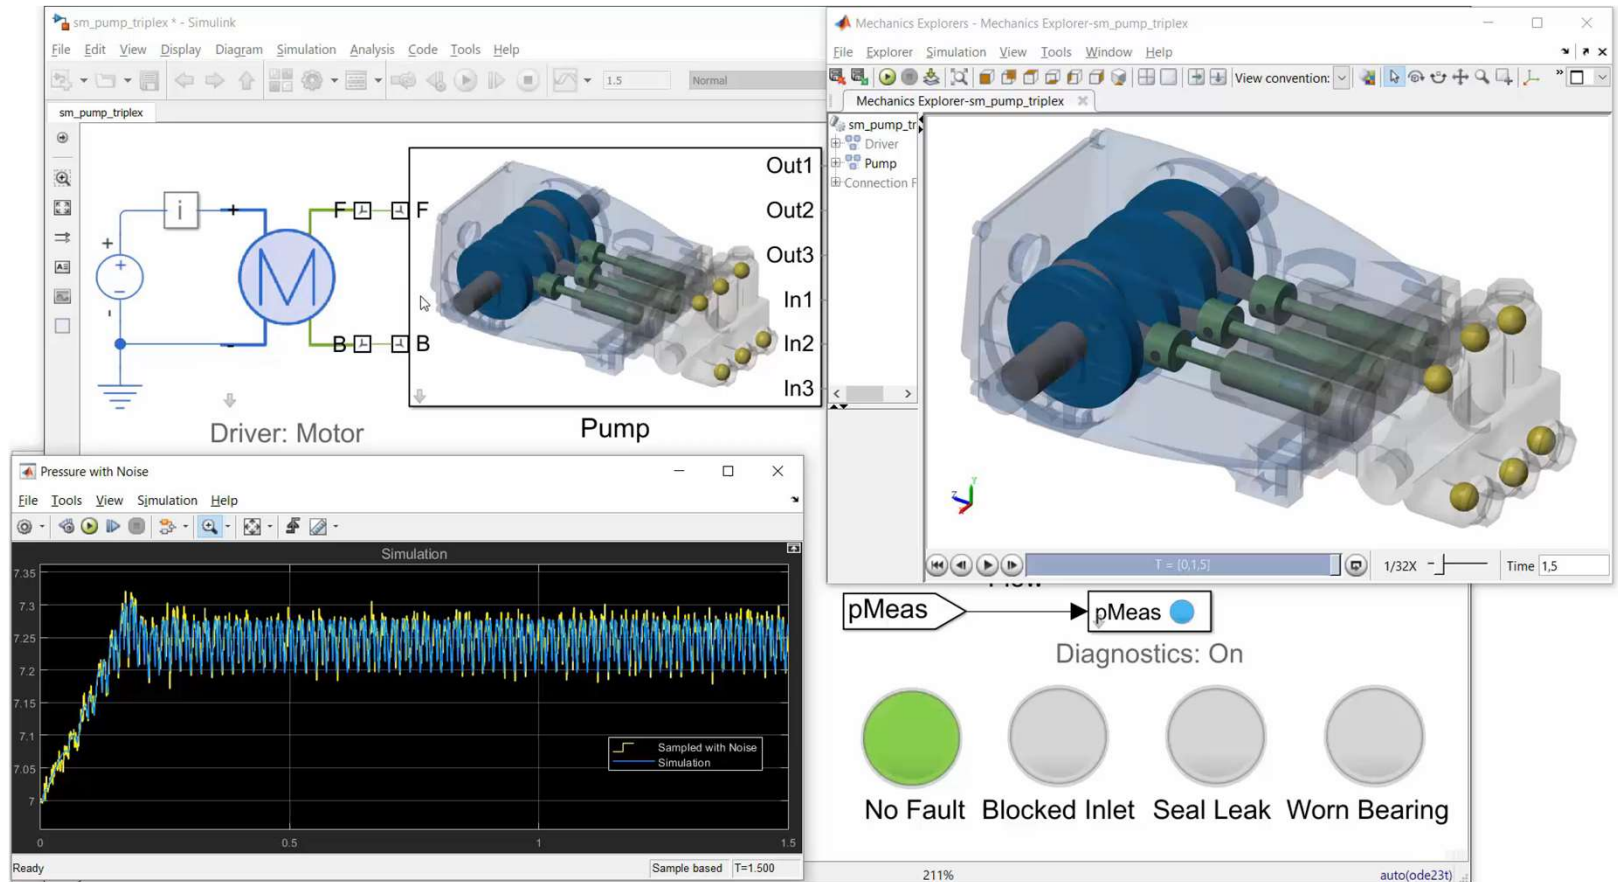 sm_pump_triplex * - Simulink
File Edit View Display Diagram Simulation Analysis Code Tools Help
1.5 Normal
sm_pump_triplex
i
+
-
+
-
+
-
M
F F
B B
Out1
Out2
Out3
In1
In2
In3
Driver: Motor
Pump
Mechanics Explorers - Mechanics Explorer-sm_pump_triplex
File Explorer Simulation View Tools Window Help
View convention:
Mechanics Explorer-sm_pump_triplex
sm_pump_tr
Driver
Pump
Connection F
Y
Z
T = [0,1,5]
1/32X
Time 1,5
Pressure with Noise
File Tools View Simulation Help
Simulation
7.35
7.3
7.25
7.2
7.15
7.1
7.05
7
0 0.5 1 1.5
Sampled with Noise
Simulation
Ready
Sample based T=1.500
pMeas
pMeas
Diagnostics: On
No Fault Blocked Inlet Seal Leak Worn Bearing
211%
auto(ode23t)